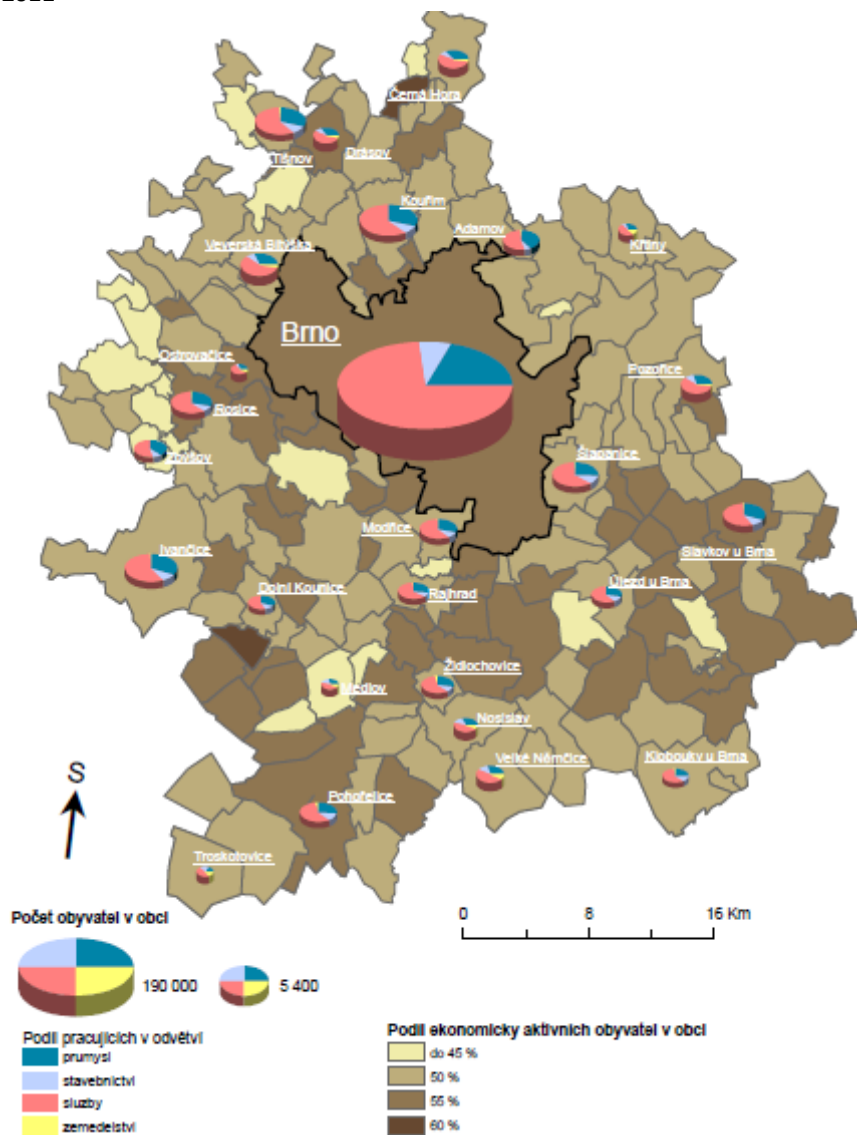 Černá Hora
Tišnov
Drásov
Kouřim
Adamov
Křtiny
Veverská Bítýška
Brno
Ostrovačice
Pozořice
Rosice
Zbýšov
Šlapanice
Modřice
Slavkov u Brna
Ivančice
Dolní Kounice
Rajhrad
Újezd u Brna
Židlochovice
Medlov
Nosislav
Velké Němčice
Klobouky u Brna
S
Pohořelice
Troskotovice
Počet obyvatel v obci
0 8 16 Km
190 000 5 400
Podíl pracujících v odvětví
prumysl
stavebnictvi
sluzby
zemedelstvi
Podíl ekonomicky aktivních obyvatel v obci
do 45 %
50 %
55 %
60 %